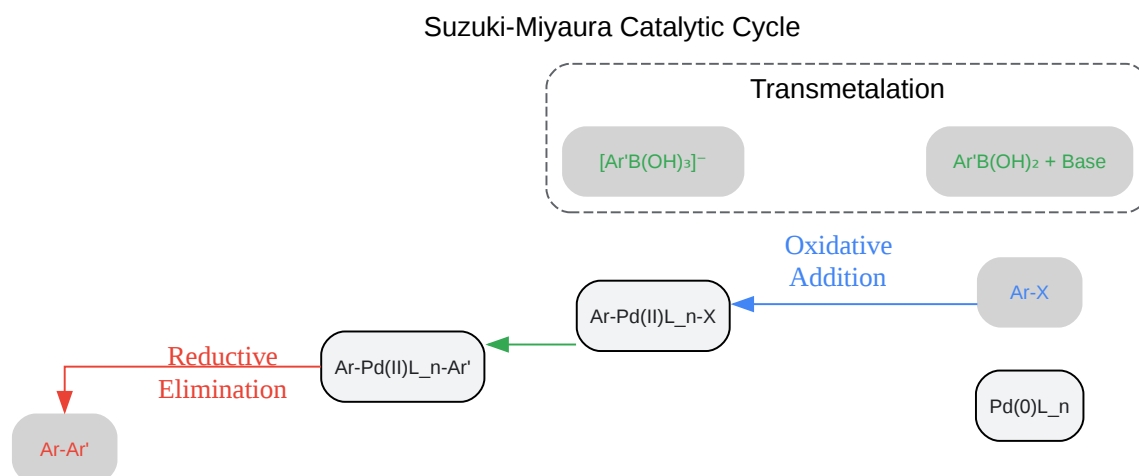 Suzuki-Miyaura Catalytic Cycle
Transmetalation
[Ar'B(OH)₃]⁻
Ar'B(OH)₂ + Base
Oxidative
Addition
Ar-X
Ar-Pd(II)L_n-X
Reductive
Elimination
Ar-Pd(II)L_n-Ar'
Pd(0)L_n
Ar-Ar'